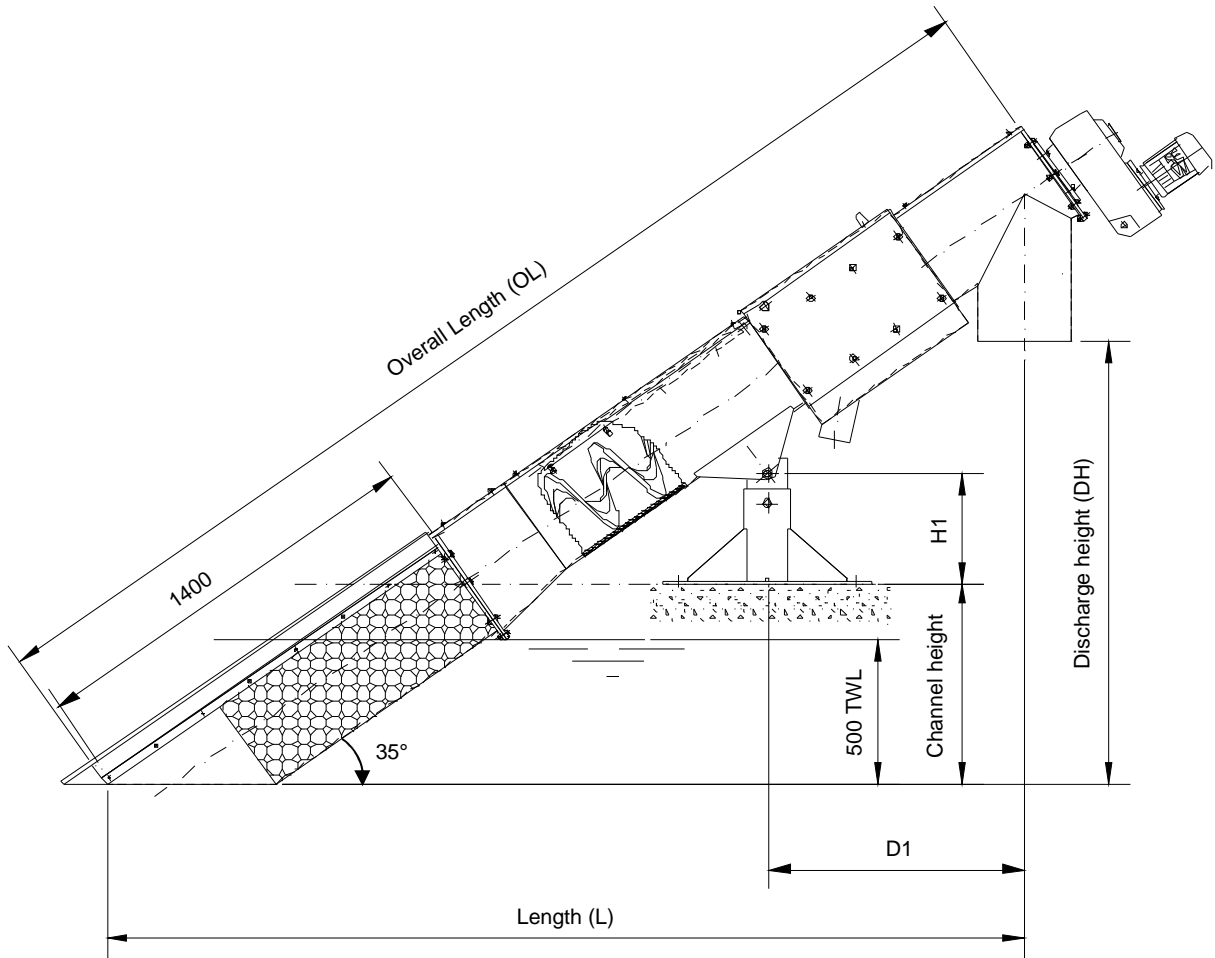 Overall Length (OL)
1400
35°
H1
Discharge height (DH)
Channel height
500 TWL
D1
Length (L)